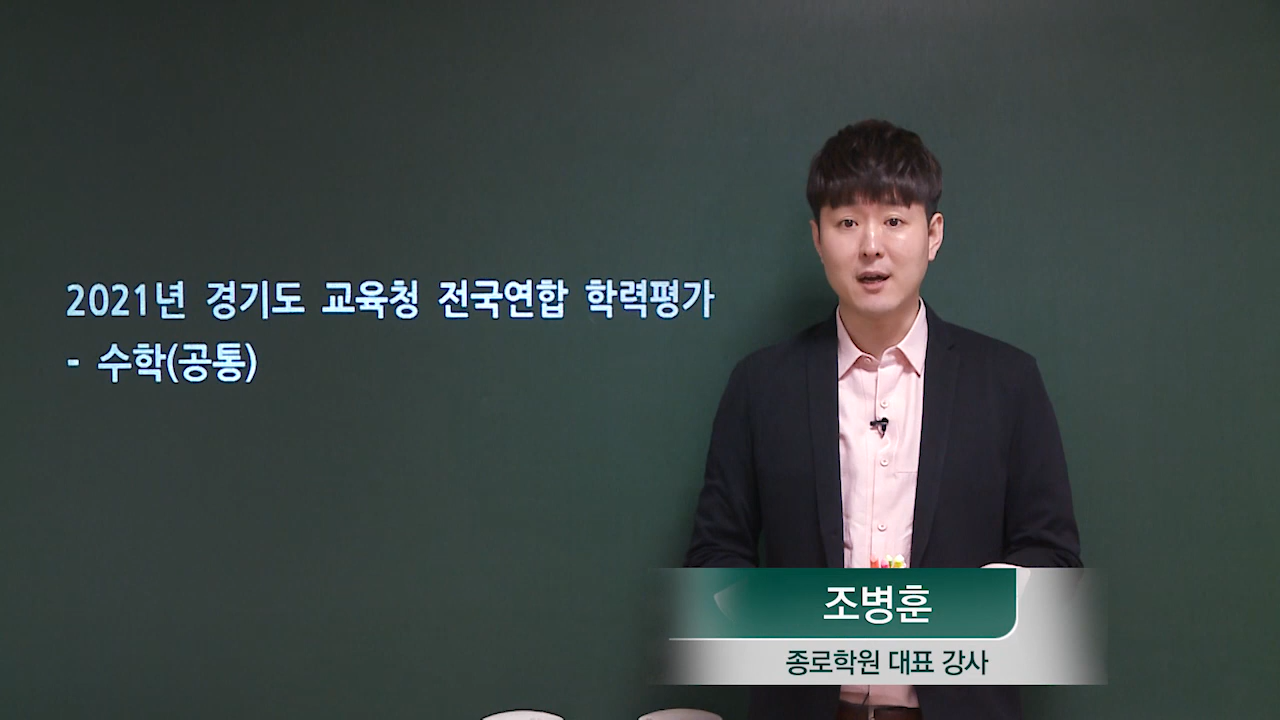 2021년 경기도 교육청 전국연합 학력평가
- 수학(공통)
조병훈
종로학원 대표 강사